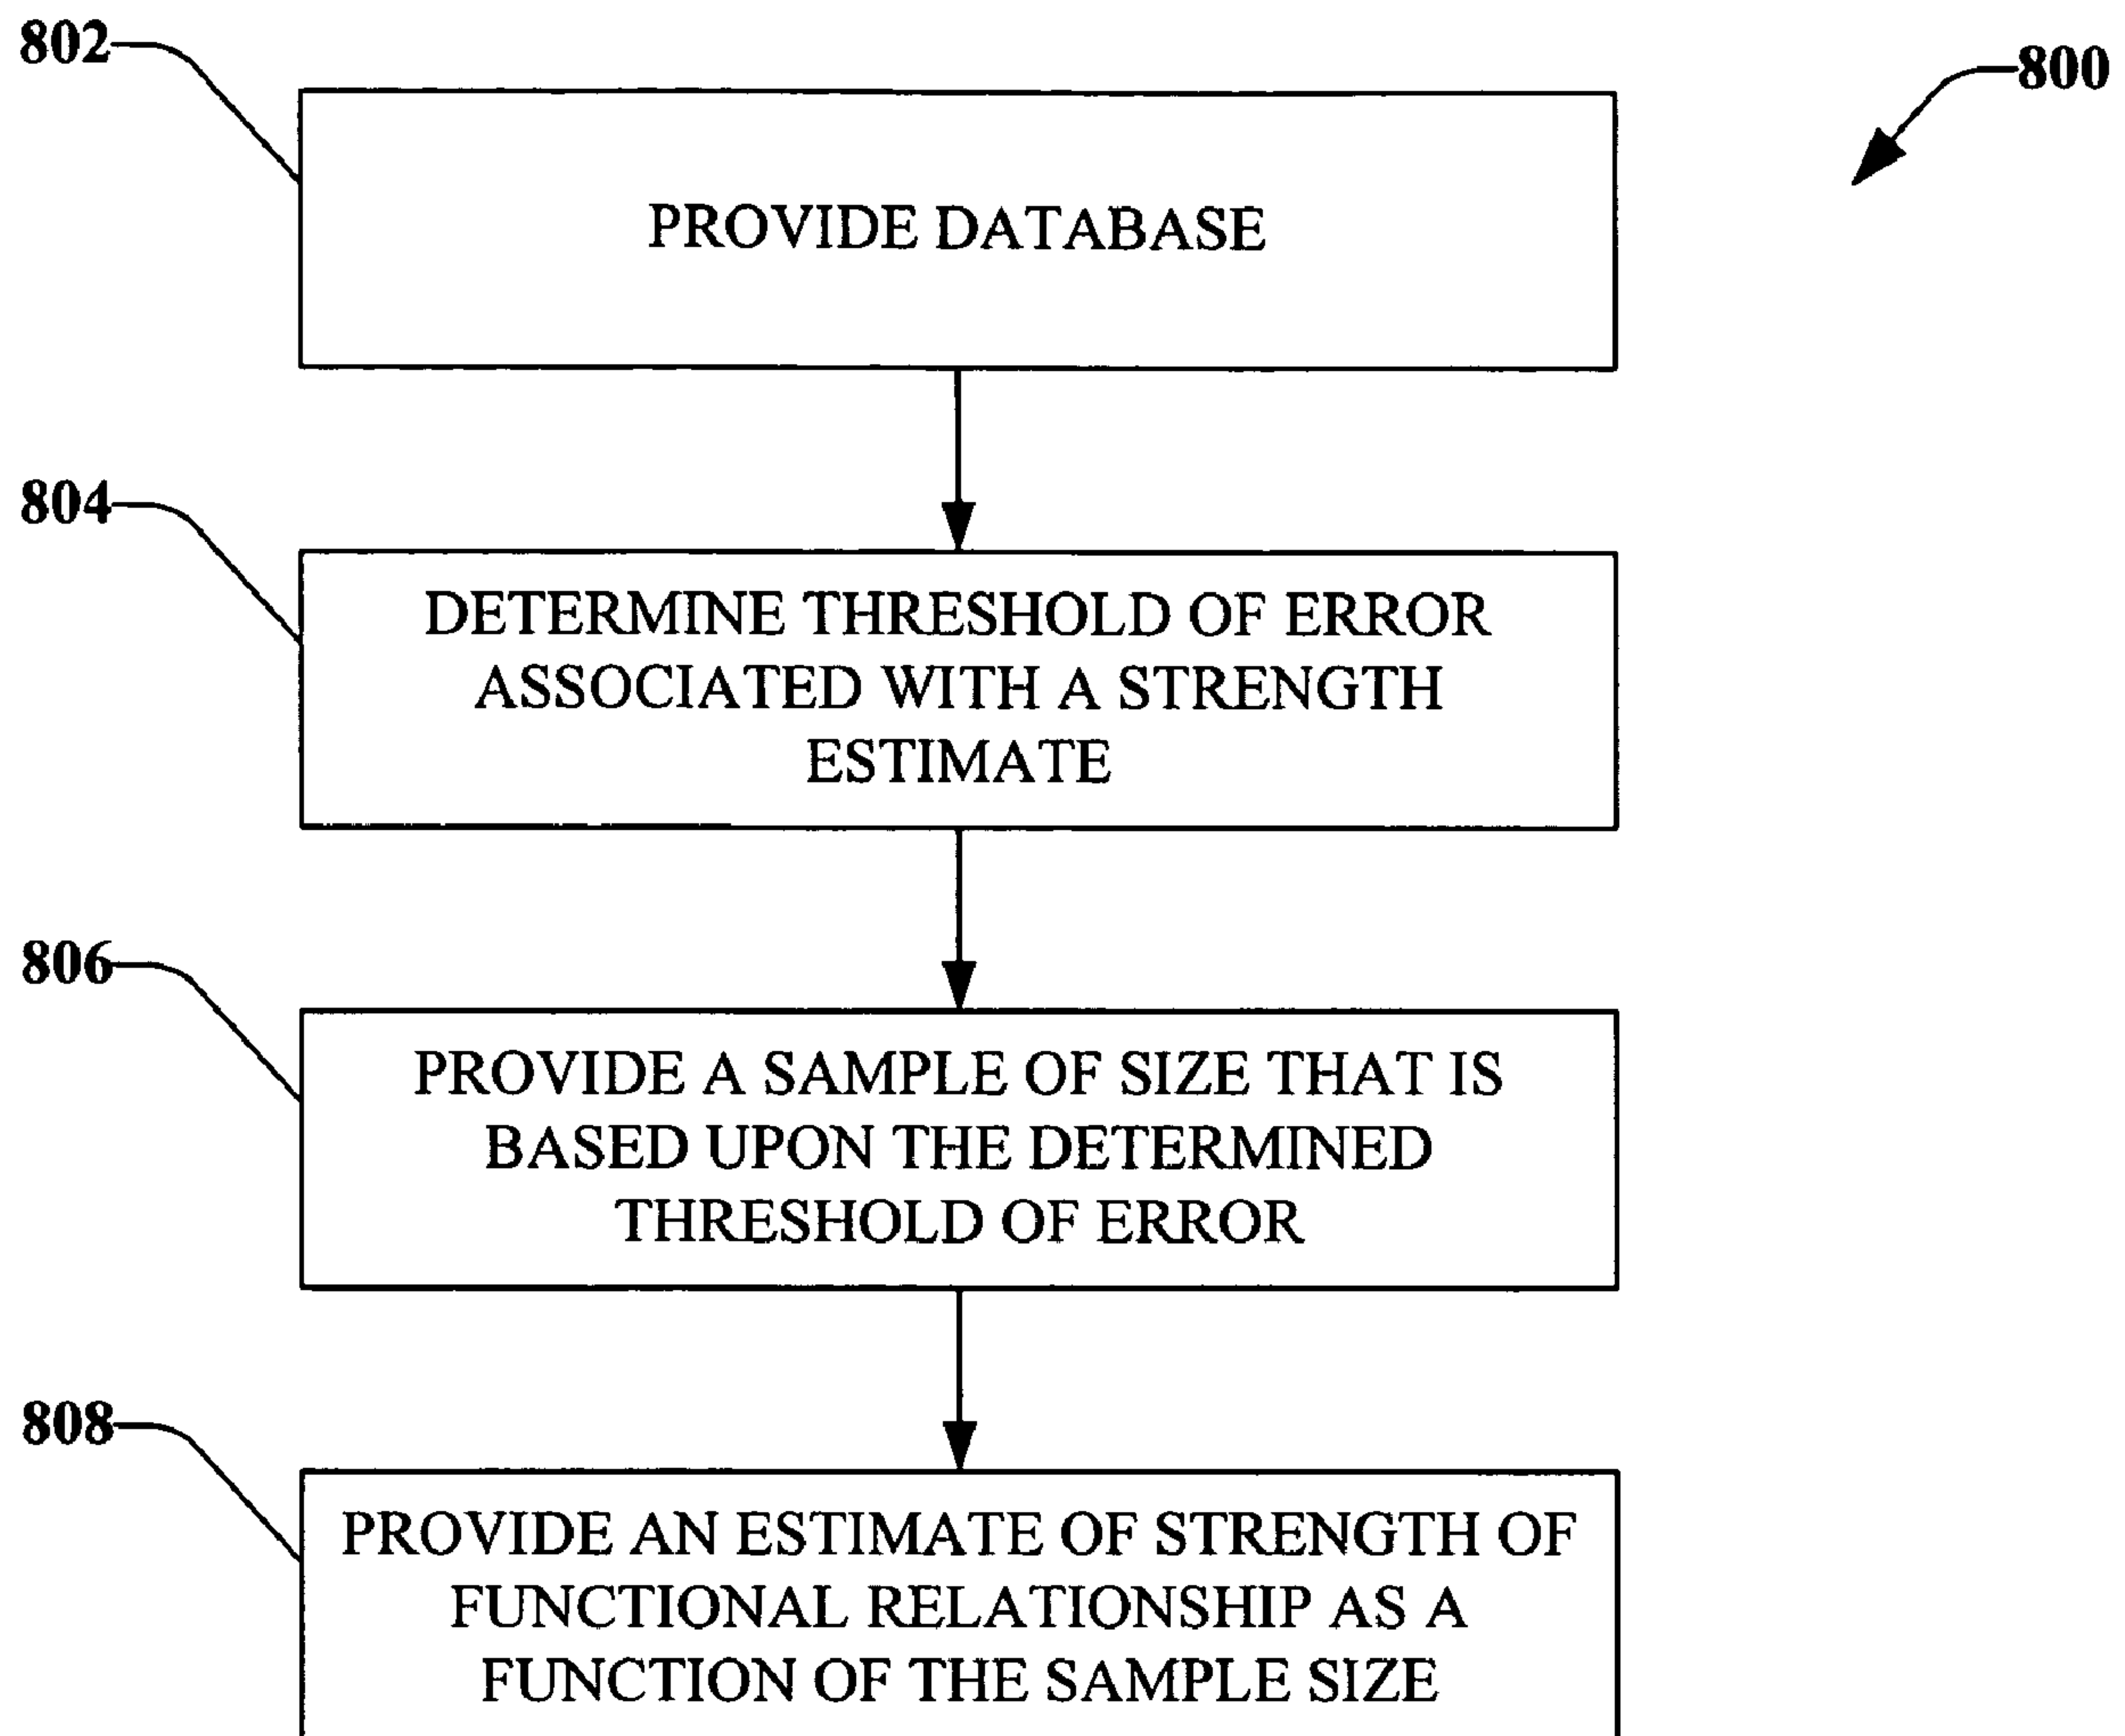 802
800
PROVIDE DATABASE
804
DETERMINE THRESHOLD OF ERROR
ASSOCIATED WITH A STRENGTH
ESTIMATE
806
PROVIDE A SAMPLE OF SIZE THAT IS
BASED UPON THE DETERMINED
THRESHOLD OF ERROR
808
PROVIDE AN ESTIMATE OF STRENGTH OF
FUNCTIONAL RELATIONSHIP AS A
FUNCTION OF THE SAMPLE SIZE